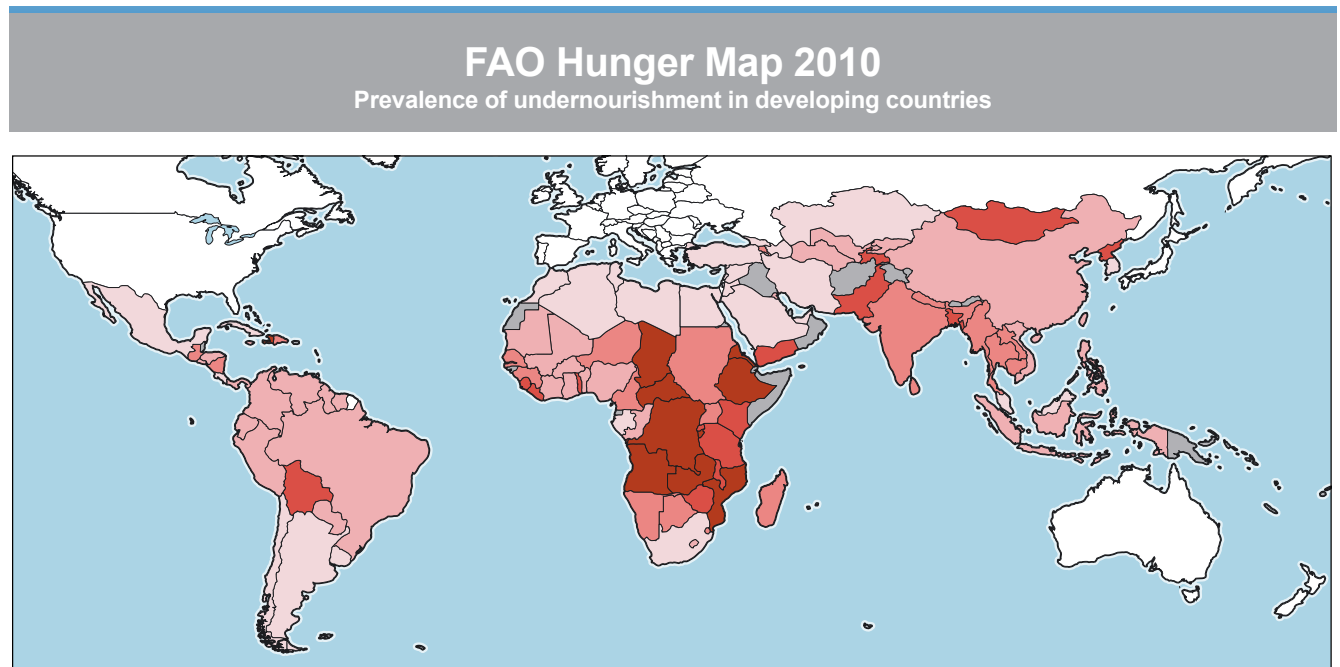 FAO Hunger Map 2010
Prevalence of undernourishment in developing countries